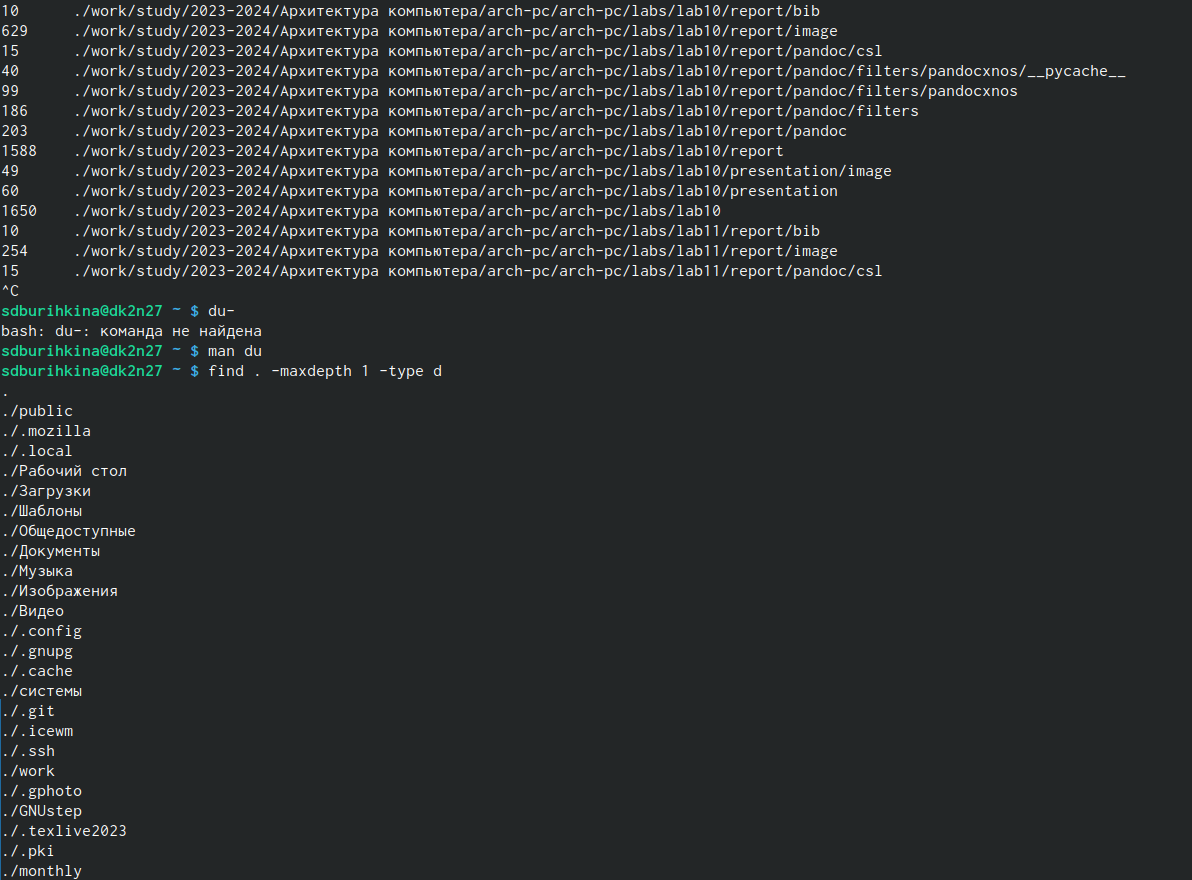 10      ./work/study/2023-2024/Архитектура компьютера/arch-pc/arch-pc/labs/lab10/report/bib
629     ./work/study/2023-2024/Архитектура компьютера/arch-pc/arch-pc/labs/lab10/report/image
15      ./work/study/2023-2024/Архитектура компьютера/arch-pc/arch-pc/labs/lab10/report/pandoc/csl
40      ./work/study/2023-2024/Архитектура компьютера/arch-pc/arch-pc/labs/lab10/report/pandoc/filters/pandocxnos/__pycache__
99      ./work/study/2023-2024/Архитектура компьютера/arch-pc/arch-pc/labs/lab10/report/pandoc/filters/pandocxnos
186     ./work/study/2023-2024/Архитектура компьютера/arch-pc/arch-pc/labs/lab10/report/pandoc/filters
203     ./work/study/2023-2024/Архитектура компьютера/arch-pc/arch-pc/labs/lab10/report/pandoc
1588    ./work/study/2023-2024/Архитектура компьютера/arch-pc/arch-pc/labs/lab10/report
49      ./work/study/2023-2024/Архитектура компьютера/arch-pc/arch-pc/labs/lab10/presentation/image
60      ./work/study/2023-2024/Архитектура компьютера/arch-pc/arch-pc/labs/lab10/presentation
1650    ./work/study/2023-2024/Архитектура компьютера/arch-pc/arch-pc/labs/lab10
10      ./work/study/2023-2024/Архитектура компьютера/arch-pc/arch-pc/labs/lab11/report/bib
254     ./work/study/2023-2024/Архитектура компьютера/arch-pc/arch-pc/labs/lab11/report/image
15      ./work/study/2023-2024/Архитектура компьютера/arch-pc/arch-pc/labs/lab11/report/pandoc/csl
^C
sdburihkina@dk2n27 ~ $ du-
bash: du-: команда не найдена
sdburihkina@dk2n27 ~ $ man du
sdburihkina@dk2n27 ~ $ find . -maxdepth 1 -type d
.
./public
./.mozilla
./.local
./Рабочий стол
./Загрузки
./Шаблоны
./Общедоступные
./Документы
./Музыка
./Изображения
./Видео
./.config
./.gnupg
./.cache
./системы
./.git
./.icewm
./.ssh
./work
./.gphoto
./GNUstep
./.texlive2023
./.pki
./monthly